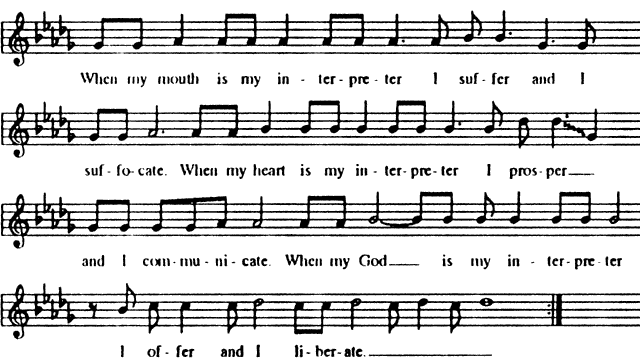 When my mouth is my in - ter - pre - ter I suf - fer and I
suf - fo - cate. When my heart is my in - ter - pre - ter I pros - per
and I com - mu - ni - cate. When my God is my in - ter - pre - ter
I of - fer and I li - ber - ate.